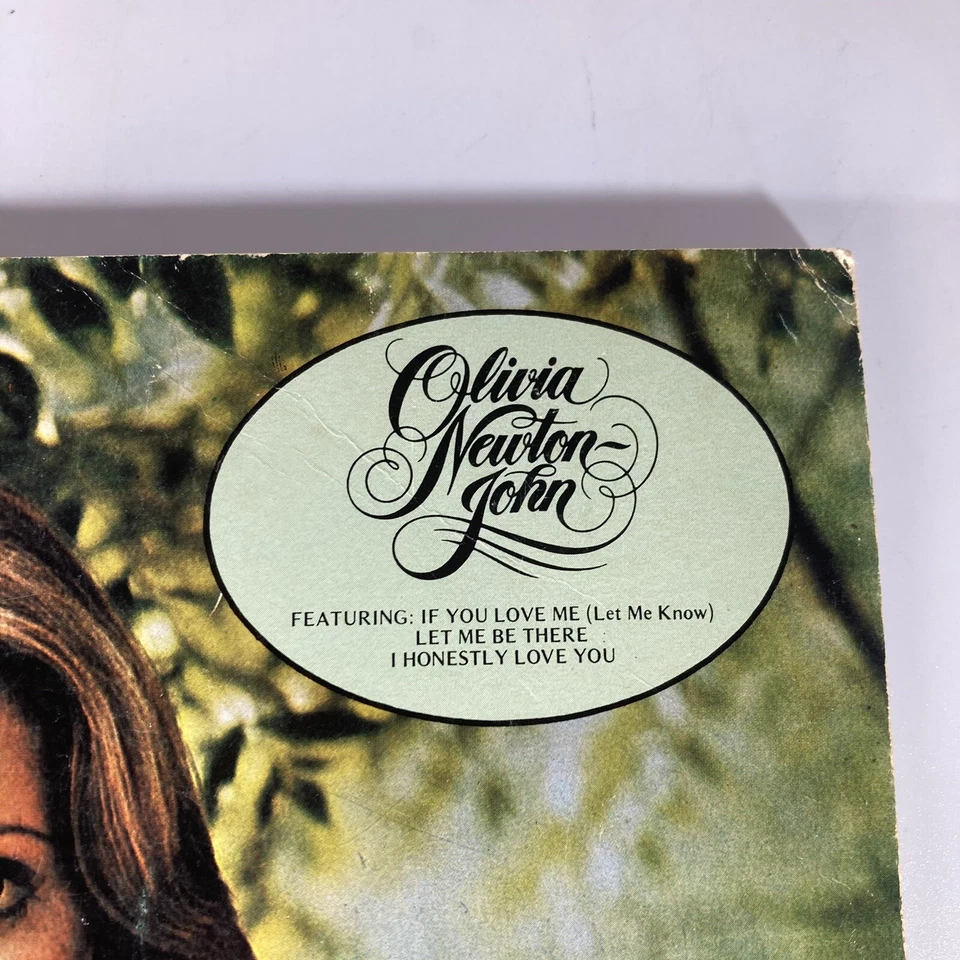 Olivia
Newton-
John
FEATURING: IF YOU LOVE ME (Let Me Know)
LET ME BE THERE
I HONESTLY LOVE YOU